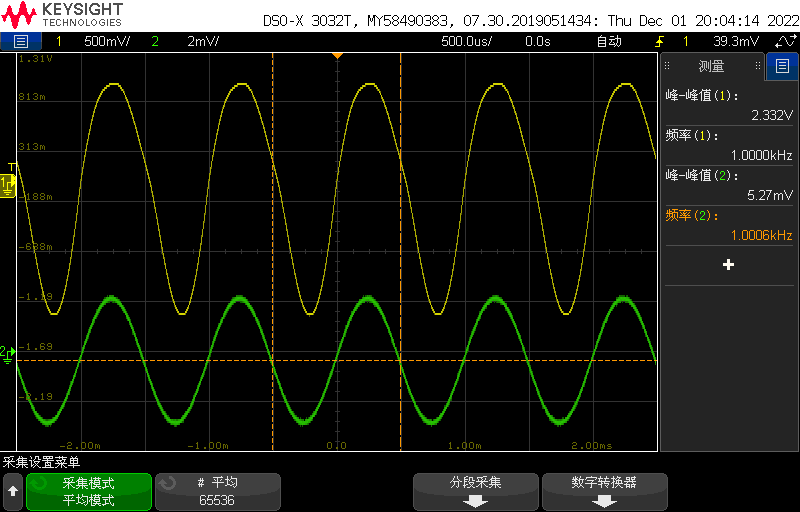 KEYSIGHT
TECHNOLOGIES
DSO-X 3032T, MY58490383, 07.30.2019051434: Thu Dec 01 20:04:14 2022
1 500mV/ 2 2mV/ 500.0us/ 0.0s 自动 1 39.3mV
1.31V
测量
813m
峰-峰值(1):
2.332V
频率(1):
313m
1.0000kHz
T
峰-峰值(2):
1
-188m
5.27mV
频率(2):
1.0006kHz
-688m
-1.19
2
-1.69
-2.19
-2.00m -1.00m 0.0 1.00m 2.00ms
采集设置菜单
采集模式
平均模式
# 平均
65536
分段采集
数字转换器